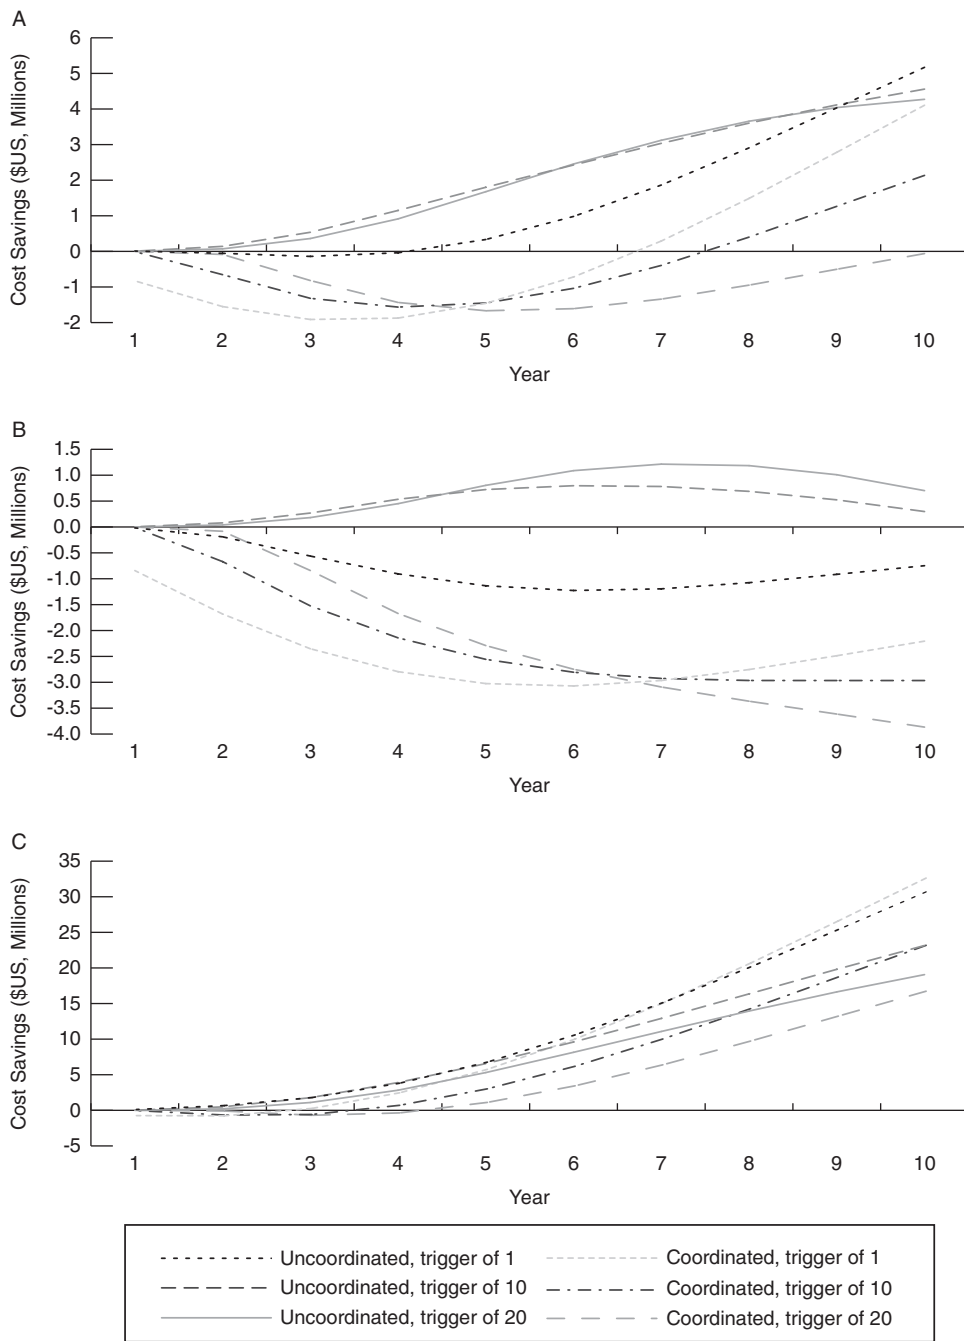 A
6
5
4
3
2
1
0
-1
-2
Cost Savings ($US, Millions)
1 2 3 4 5 6 7 8 9 10
Year
B
1.5
1.0
0.5
0.0
-0.5
-1.0
-1.5
-2.0
-2.5
-3.0
-3.5
-4.0
Cost Savings ($US, Millions)
1 2 3 4 5 6 7 8 9 10
Year
C
35
30
25
20
15
10
5
0
-5
Cost Savings ($US, Millions)
1 2 3 4 5 6 7 8 9 10
Year
Uncoordinated, trigger of 1 Coordinated, trigger of 1
Uncoordinated, trigger of 10 Coordinated, trigger of 10
Uncoordinated, trigger of 20 Coordinated, trigger of 20